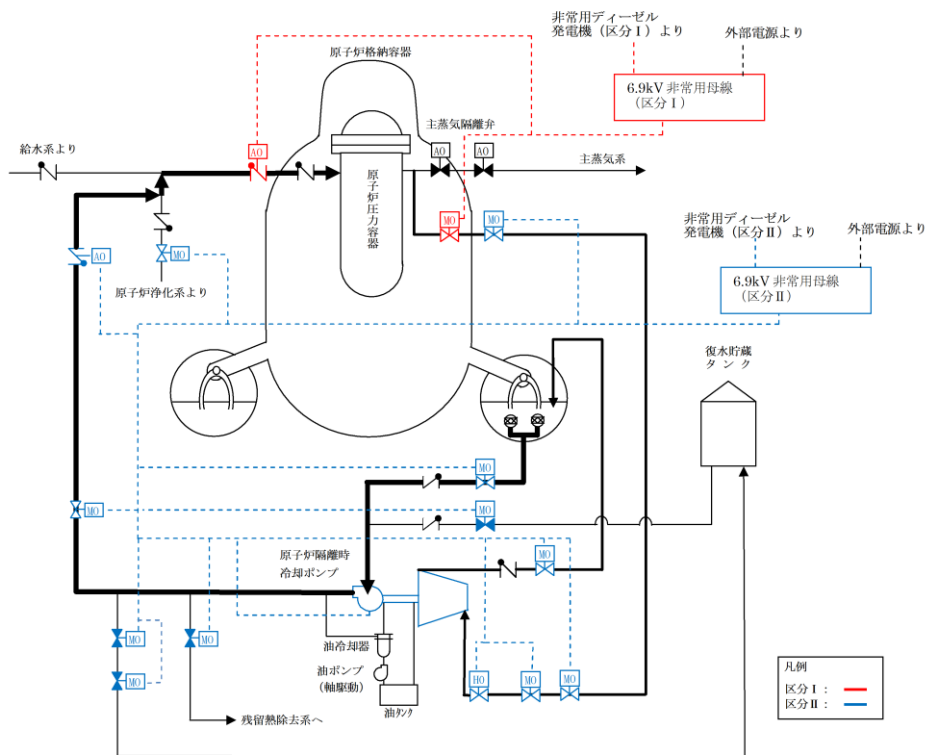 非常用ディーゼル
発電機（区分Ⅰ）より
外部電源より
原子炉格納容器
6.9kV 非常用母線
（区分Ⅰ）
主蒸気隔離弁
給水系より
AO
AO
AO
主蒸気系
原子炉圧力容器
MO
MO
非常用ディーゼル
発電機（区分Ⅱ）より
外部電源より
AO
MO
原子炉浄化系より
6.9kV 非常用母線
（区分Ⅱ）
復水貯蔵
タンク
MO
MO
MO
原子炉隔離時
冷却ポンプ
MO
MO
MO
油冷却器
油ポンプ
（軸駆動）
MO
HO
MO
MO
油タンク
残留熱除去系へ
凡例
区分Ⅰ：
区分Ⅱ：